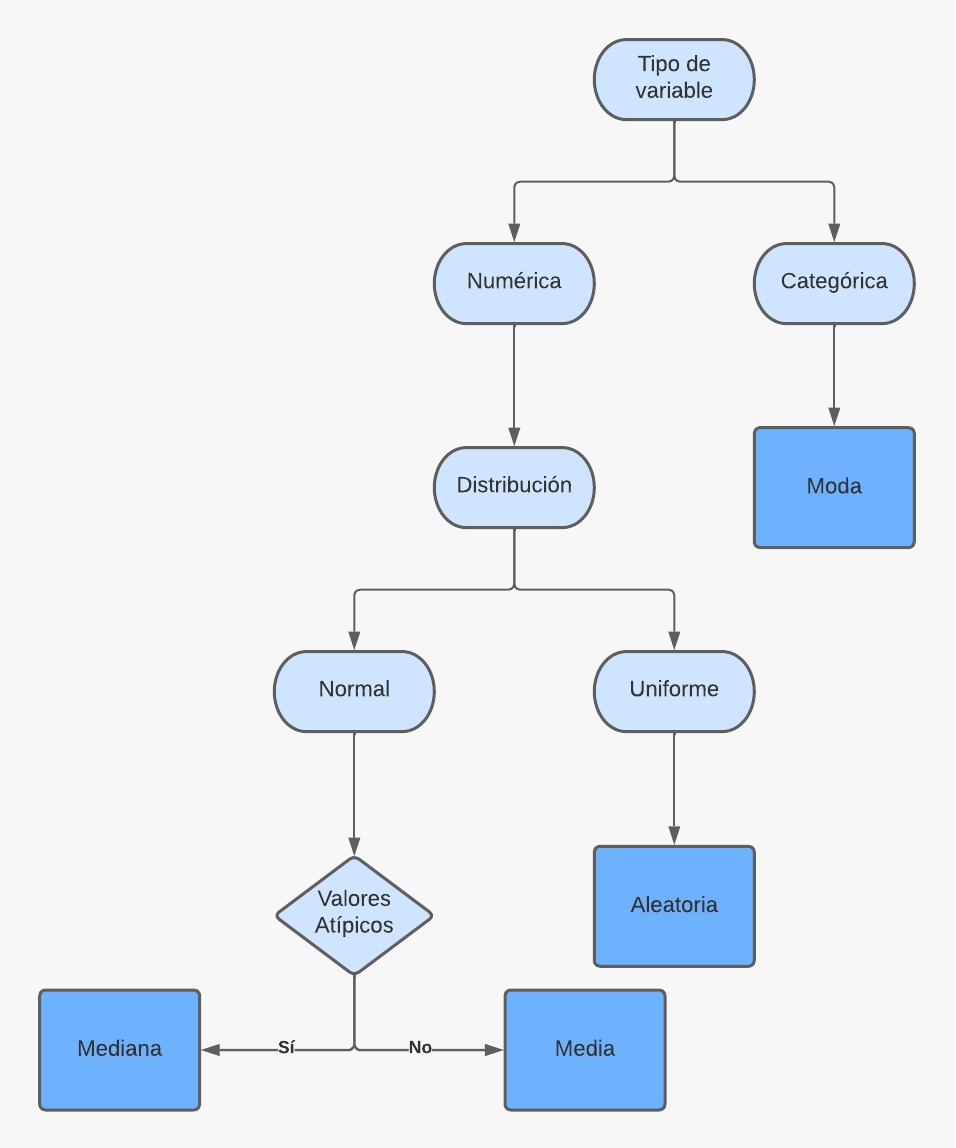 Tipo de
variable
Numérica
Categórica
Distribución
Moda
Normal
Uniforme
Valores
Atípicos
Aleatoria
Mediana
Sí
No
Media